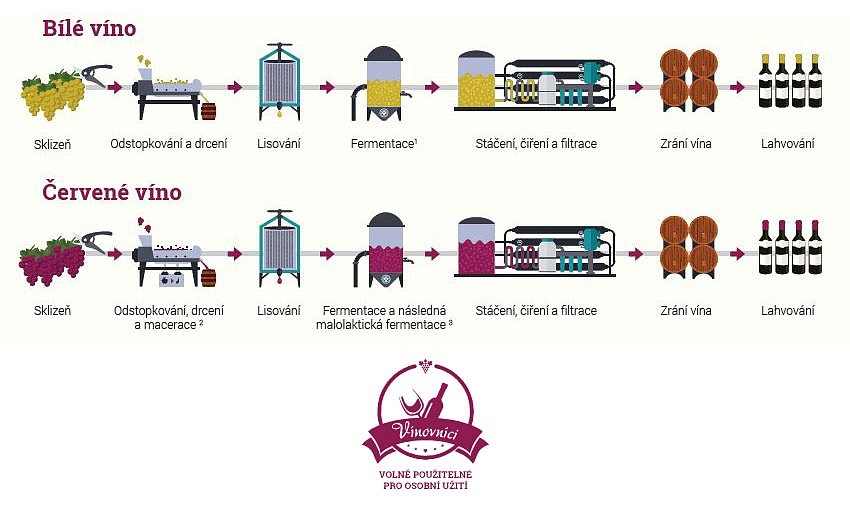 Bílé víno
Sklizeň
Odstopkování a drcení
Lisování
Fermentace¹
Stáčení, čiření a filtrace
Zrání vína
Lahvování
Červené víno
Sklizeň
Odstopkování, drcení
a macerace ²
Lisování
Fermentace a následná
malolaktická fermentace ³
Stáčení, čiření a filtrace
Zrání vína
Lahvování
Vínovníci
VOLNĚ POUŽITELNÉ
PRO OSOBNÍ UŽITÍ